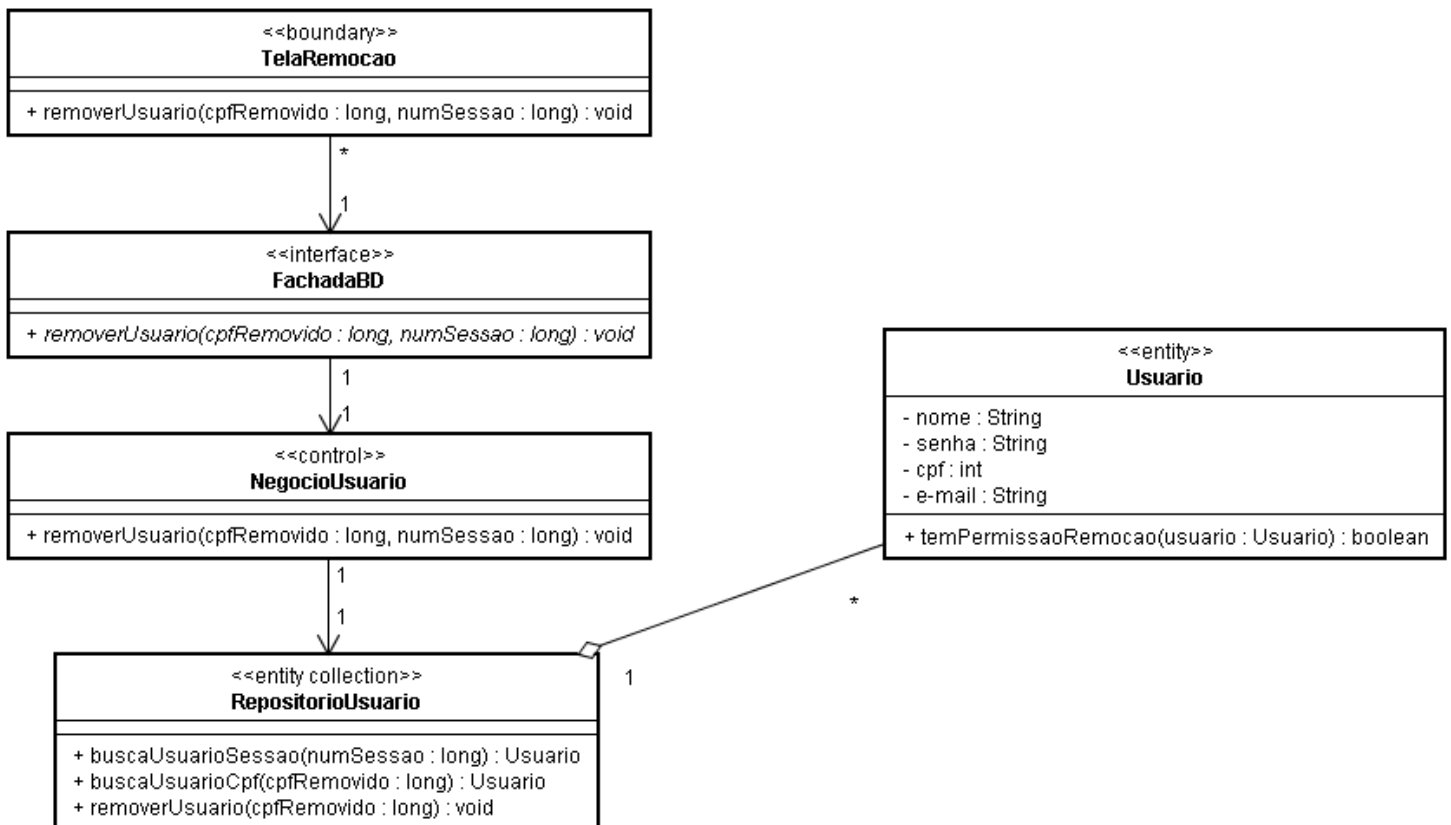 <<boundary>>
TelaRemocao
+ removerUsuario(cpfRemovido : long, numSessao : long) : void
*
1
<<interface>>
FachadaBD
+ removerUsuario(cpfRemovido : long, numSessao : long) : void
1
1
<<control>>
NegocioUsuario
+ removerUsuario(cpfRemovido : long, numSessao : long) : void
1
1
<<entity collection>>
RepositorioUsuario
+ buscaUsuarioSessao(numSessao : long) : Usuario
+ buscaUsuarioCpf(cpfRemovido : long) : Usuario
+ removerUsuario(cpfRemovido : long) : void
1
*
<<entity>>
Usuario
- nome : String
- senha : String
- cpf : int
- e-mail : String
+ temPermissaoRemocao(usuario : Usuario) : boolean